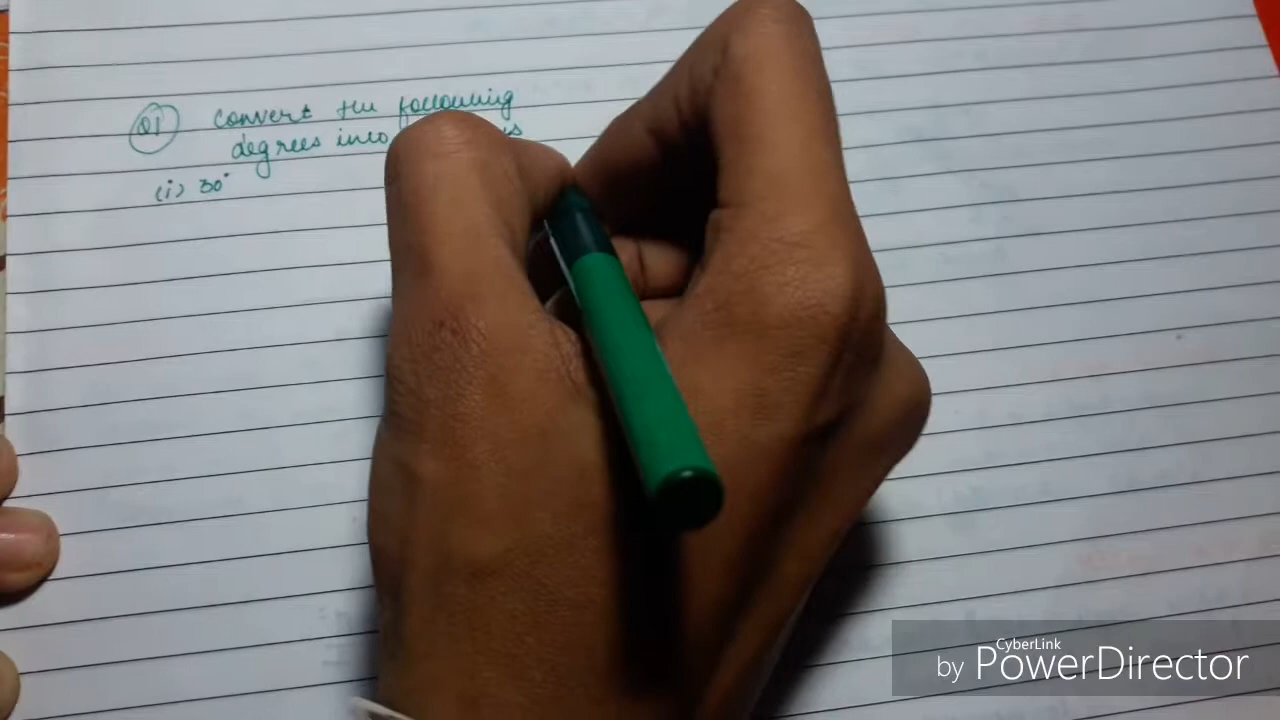 Q1 convert the following
degrees into
(i) 30°
CyberLink
by PowerDirector